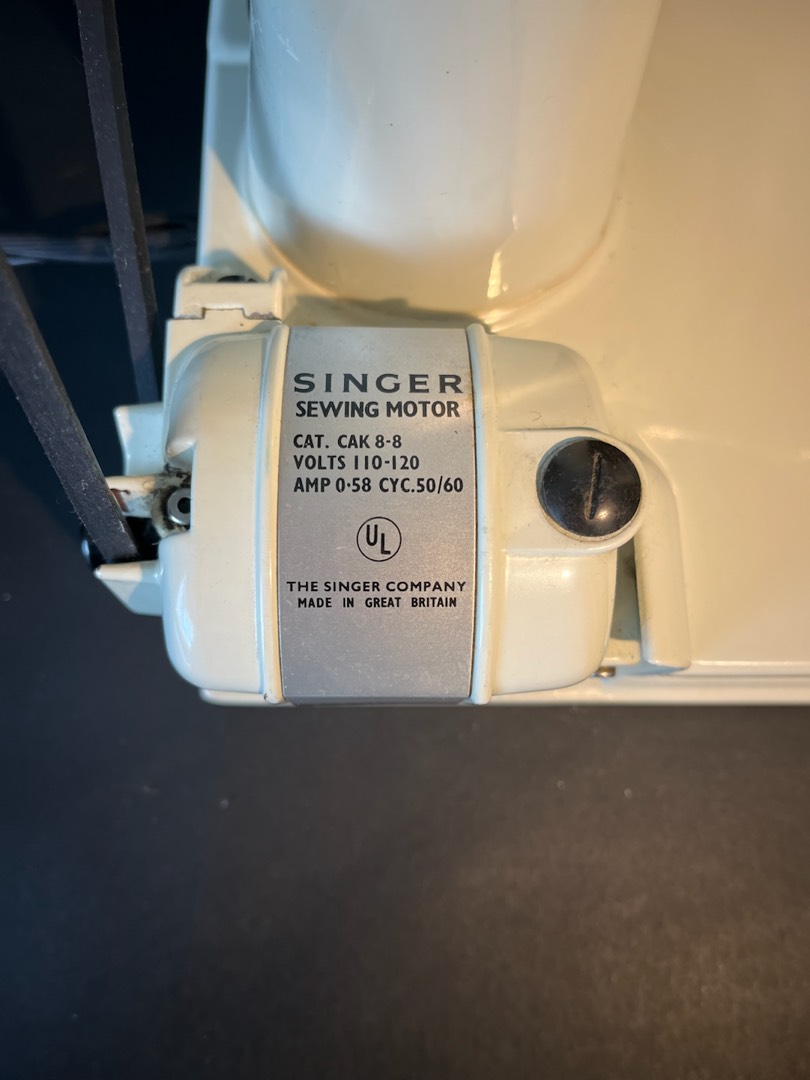 SINGER
SEWING MOTOR
CAT. CAK 8-8
VOLTS 110-120
AMP 0·58 CYC.50/60
UL
THE SINGER COMPANY
MADE IN GREAT BRITAIN